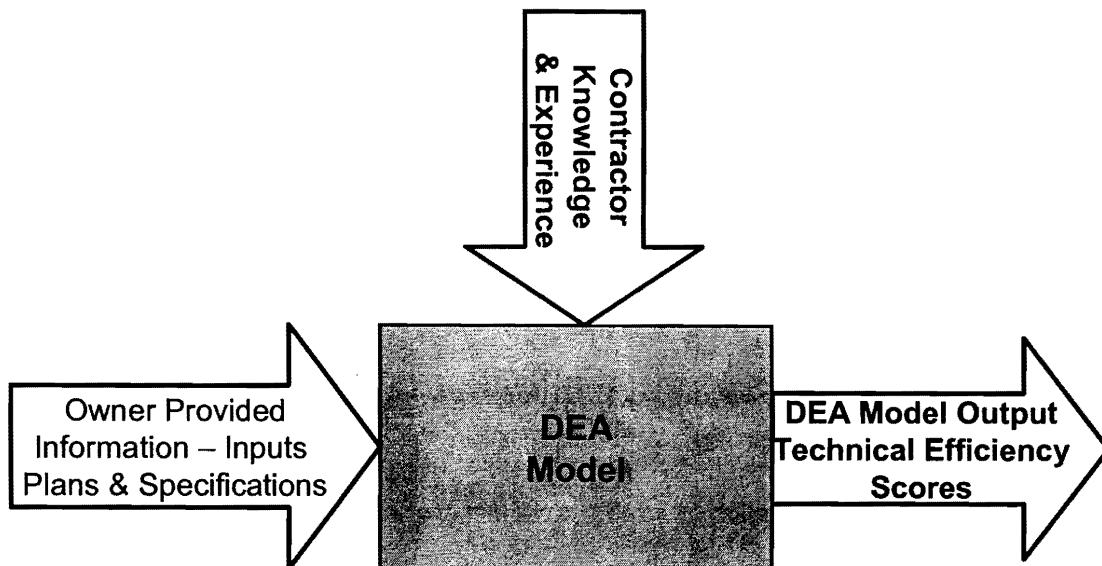 Contractor
Knowledge
& Experience
Owner Provided
Information – Inputs
Plans & Specifications
DEA
Model
DEA Model Output
Technical Efficiency
Scores